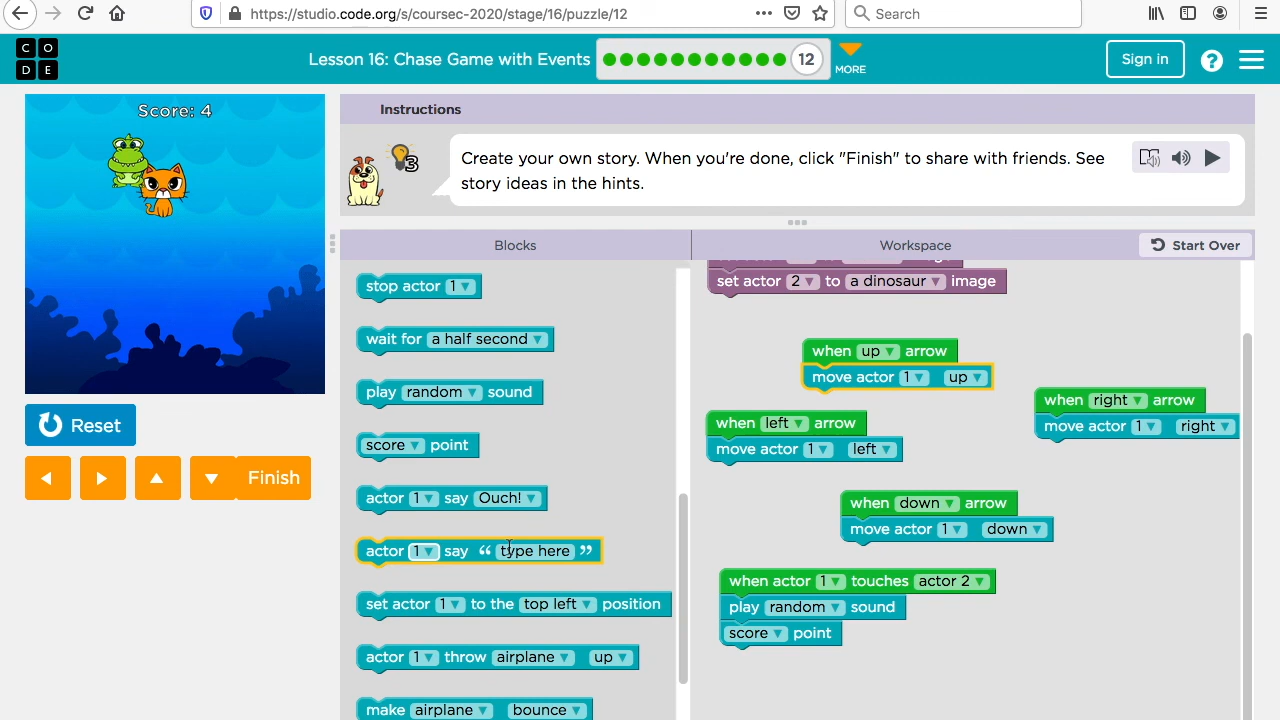 https://studio.code.org/s/coursec-2020/stage/16/puzzle/12
Search
C O
D E
Lesson 16: Chase Game with Events
12
MORE
Sign in
?
Score: 4
Instructions
3
Create your own story. When you're done, click "Finish" to share with friends. See
story ideas in the hints.
Blocks
Workspace
Start Over
stop actor 1
wait for a half second
play random sound
score point
actor 1 say Ouch!
actor 1 say “ type here ”
set actor 1 to the top left position
actor 1 throw airplane up
make airplane bounce
set actor 2 to a dinosaur image
when up arrow
move actor 1 up
when right arrow
move actor 1 right
when left arrow
move actor 1 left
when down arrow
move actor 1 down
when actor 1 touches actor 2
play random sound
score point
Reset
Finish